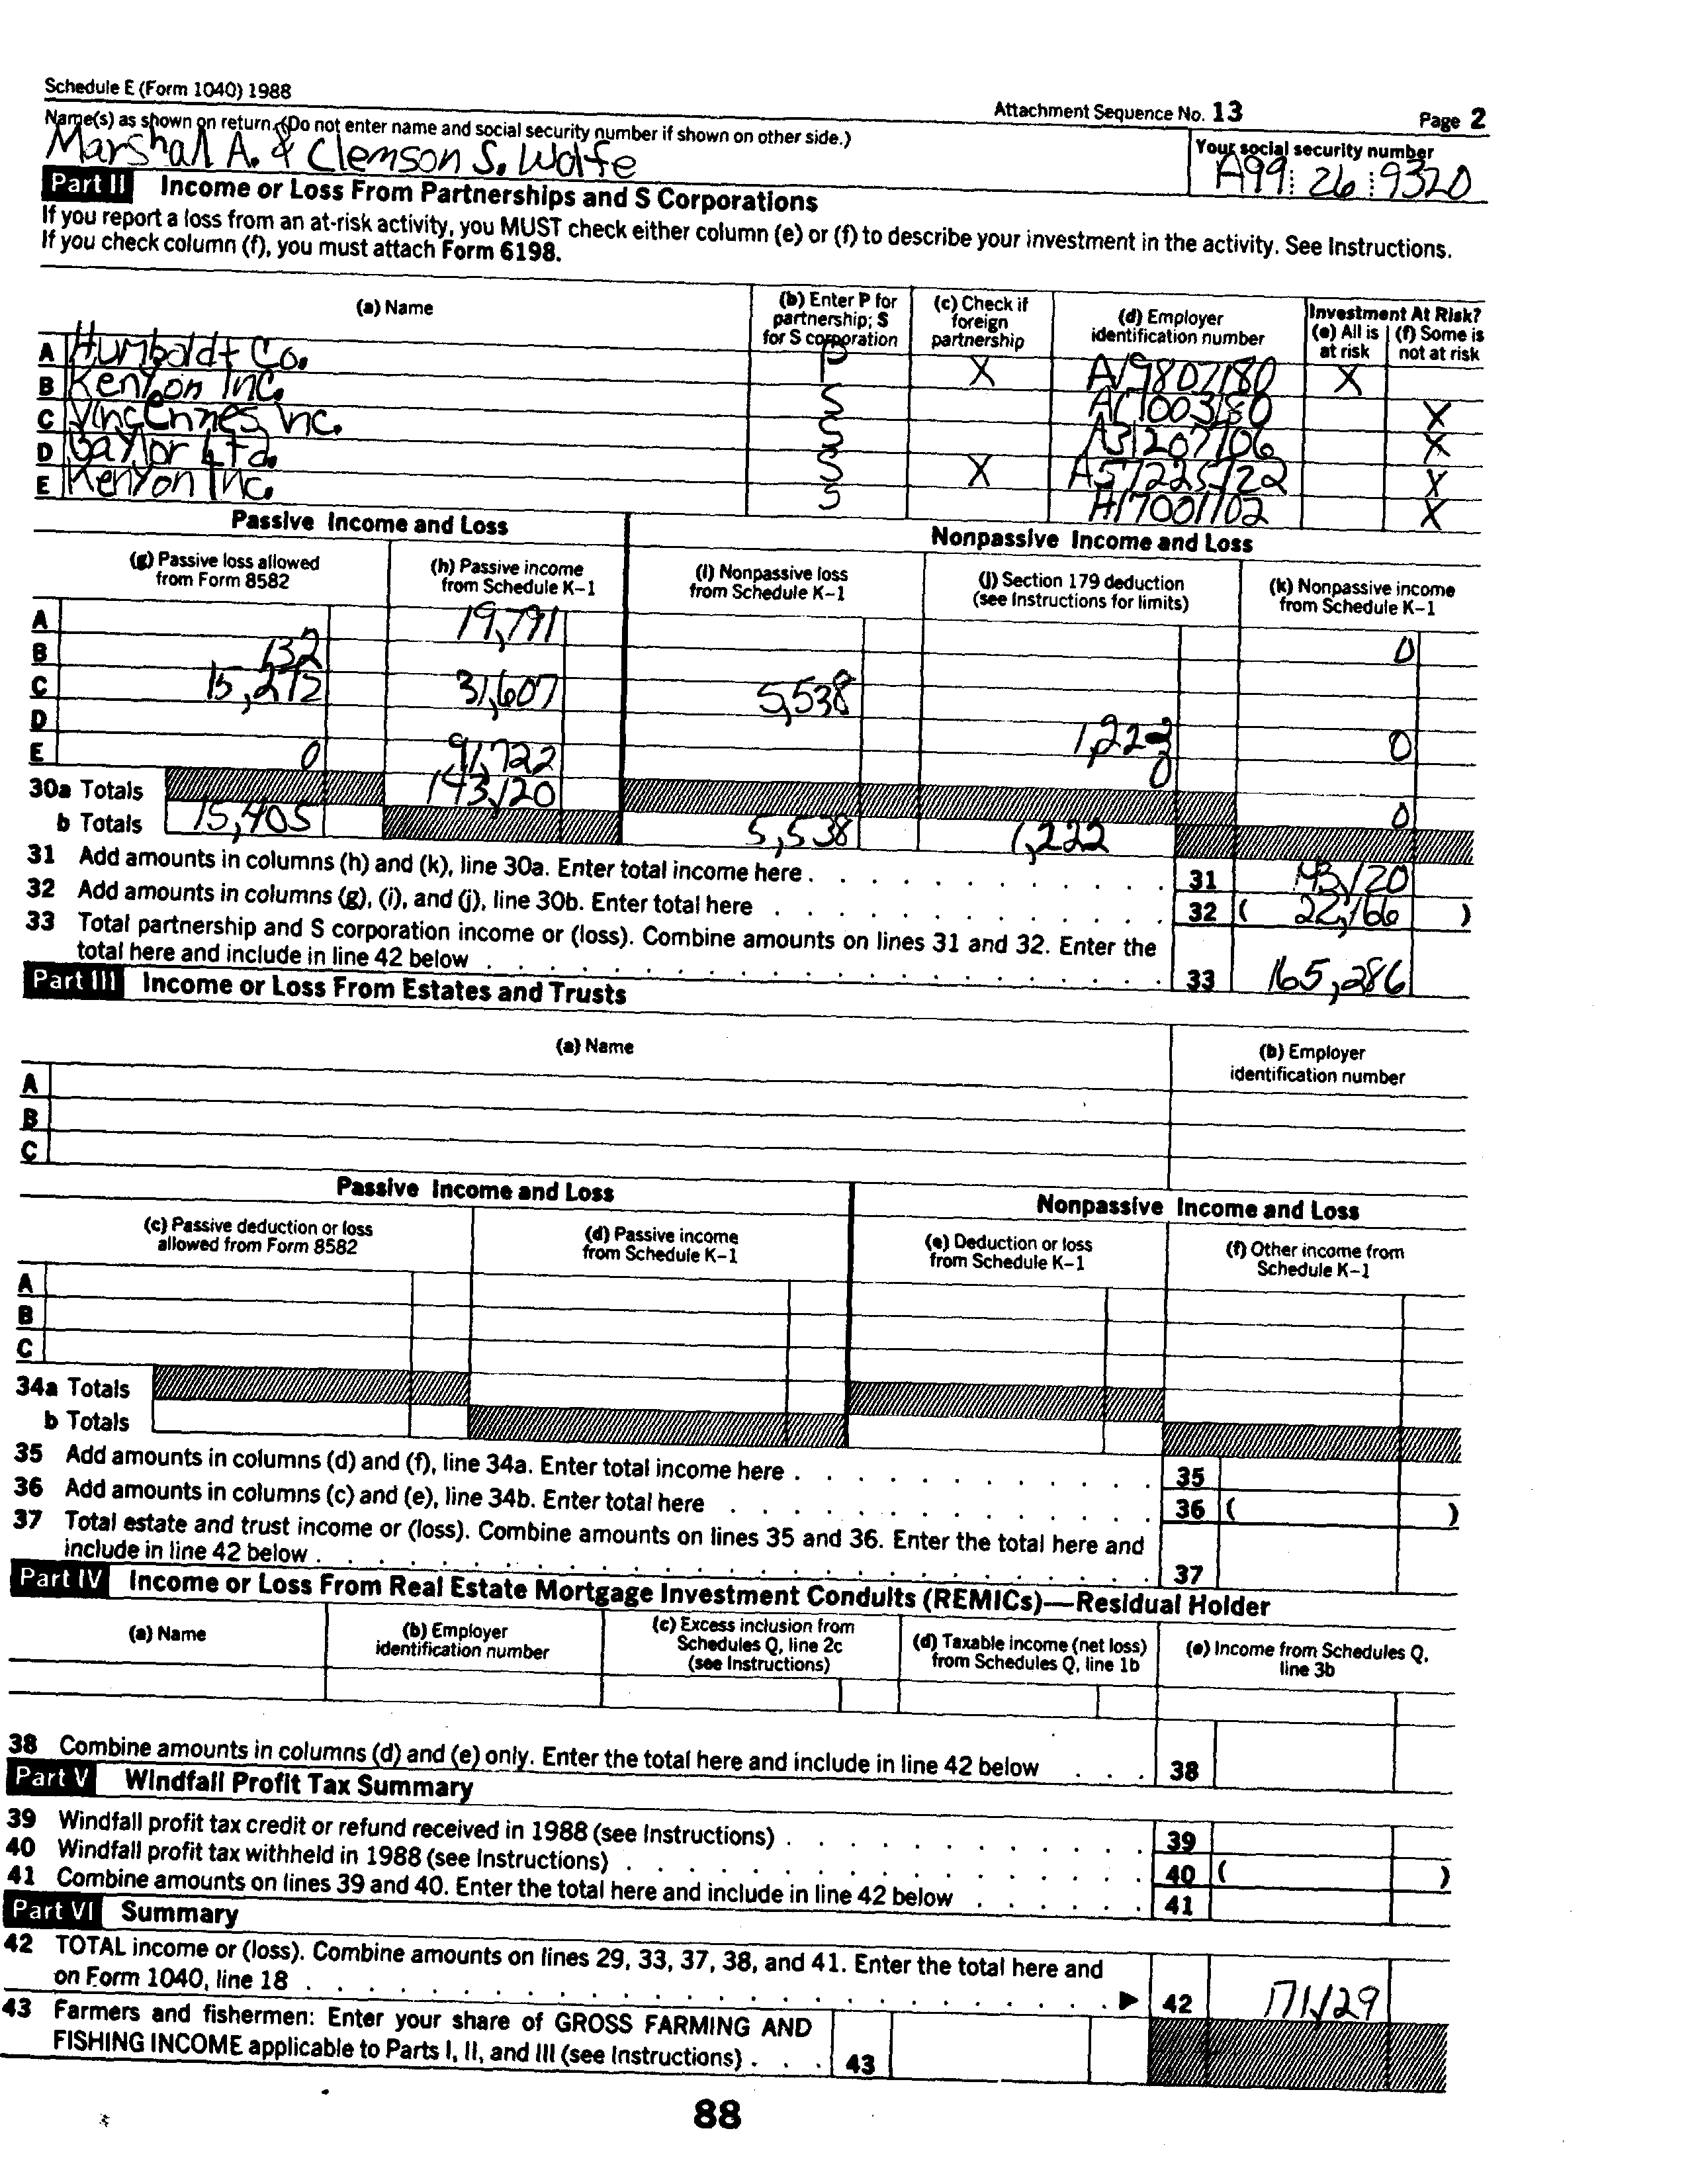 Schedule E (Form 1040) 1988
Attachment Sequence No. 13 Page 2
Name(s) as shown on return. (Do not enter name and social security number if shown on other side.)
Your social security number
Marshall A. & Clemson S. Wolfe
A99 26 9320
Part II Income or Loss From Partnerships and S Corporations
If you report a loss from an at-risk activity, you MUST check either column (e) or (f) to describe your investment in the activity. See Instructions.
If you check column (f), you must attach Form 6198.
(a) Name
(b) Enter P for partnership; S for S corporation
(c) Check if foreign partnership
(d) Employer identification number
Investment At Risk?
(e) All is at risk
(f) Some is not at risk
A Humboldt Co. P X A19807180 X
B Kenyon Inc. S X
C Vincennes Inc. S A31207106 X
D Baylor Ltd. S X A57225722 X
E Kenyon Inc. S A17001102 X
Passive Income and Loss
Nonpassive Income and Loss
(g) Passive loss allowed from Form 8582
(h) Passive income from Schedule K-1
(i) Nonpassive loss from Schedule K-1
(j) Section 179 deduction (see Instructions for limits)
(k) Nonpassive income from Schedule K-1
A 19,791
B 132 0
C 15,272 31,607 5,538
D 1,222 0
E 0 91,722 0
30a Totals 143,120 0
b Totals 15,405 5,538 1,222
31 Add amounts in columns (h) and (k), line 30a. Enter total income here . 31 143,120
32 Add amounts in columns (g), (i), and (j), line 30b. Enter total here 32 ( 22,166 )
33 Total partnership and S corporation income or (loss). Combine amounts on lines 31 and 32. Enter the
total here and include in line 42 below 33 165,286
Part III Income or Loss From Estates and Trusts
(a) Name
(b) Employer identification number
A
B
C
Passive Income and Loss
Nonpassive Income and Loss
(c) Passive deduction or loss allowed from Form 8582
(d) Passive income from Schedule K-1
(e) Deduction or loss from Schedule K-1
(f) Other income from Schedule K-1
A
B
C
34a Totals
b Totals
35 Add amounts in columns (d) and (f), line 34a. Enter total income here . 35
36 Add amounts in columns (c) and (e), line 34b. Enter total here 36 ( )
37 Total estate and trust income or (loss). Combine amounts on lines 35 and 36. Enter the total here and
include in line 42 below . 37
Part IV Income or Loss From Real Estate Mortgage Investment Conduits (REMICs)—Residual Holder
(a) Name
(b) Employer identification number
(c) Excess inclusion from Schedules Q, line 2c (see Instructions)
(d) Taxable income (net loss) from Schedules Q, line 1b
(e) Income from Schedules Q, line 3b
38 Combine amounts in columns (d) and (e) only. Enter the total here and include in line 42 below . . . 38
Part V Windfall Profit Tax Summary
39 Windfall profit tax credit or refund received in 1988 (see Instructions) . 39
40 Windfall profit tax withheld in 1988 (see Instructions) . 40 ( )
41 Combine amounts on lines 39 and 40. Enter the total here and include in line 42 below 41
Part VI Summary
42 TOTAL income or (loss). Combine amounts on lines 29, 33, 37, 38, and 41. Enter the total here and
on Form 1040, line 18 . ▶ 42 171,129
43 Farmers and fishermen: Enter your share of GROSS FARMING AND
FISHING INCOME applicable to Parts I, II, and III (see Instructions) . . . 43
88